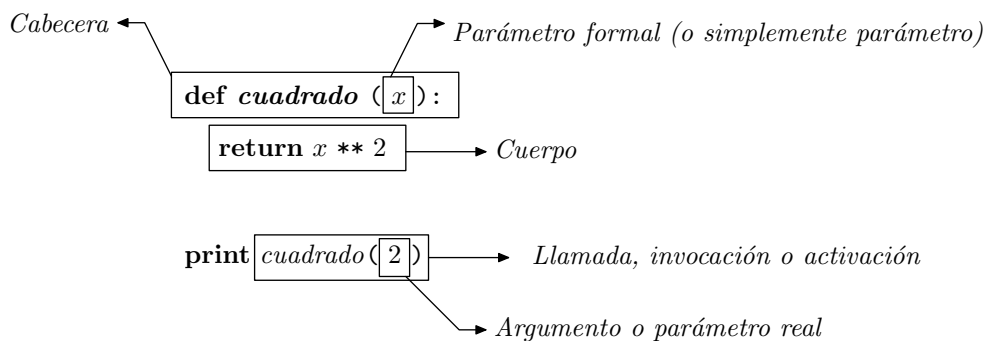 Cabecera
Parámetro formal (o simplemente parámetro)
def cuadrado (x):
return x ** 2
Cuerpo
print cuadrado(2)
Llamada, invocación o activación
Argumento o parámetro real